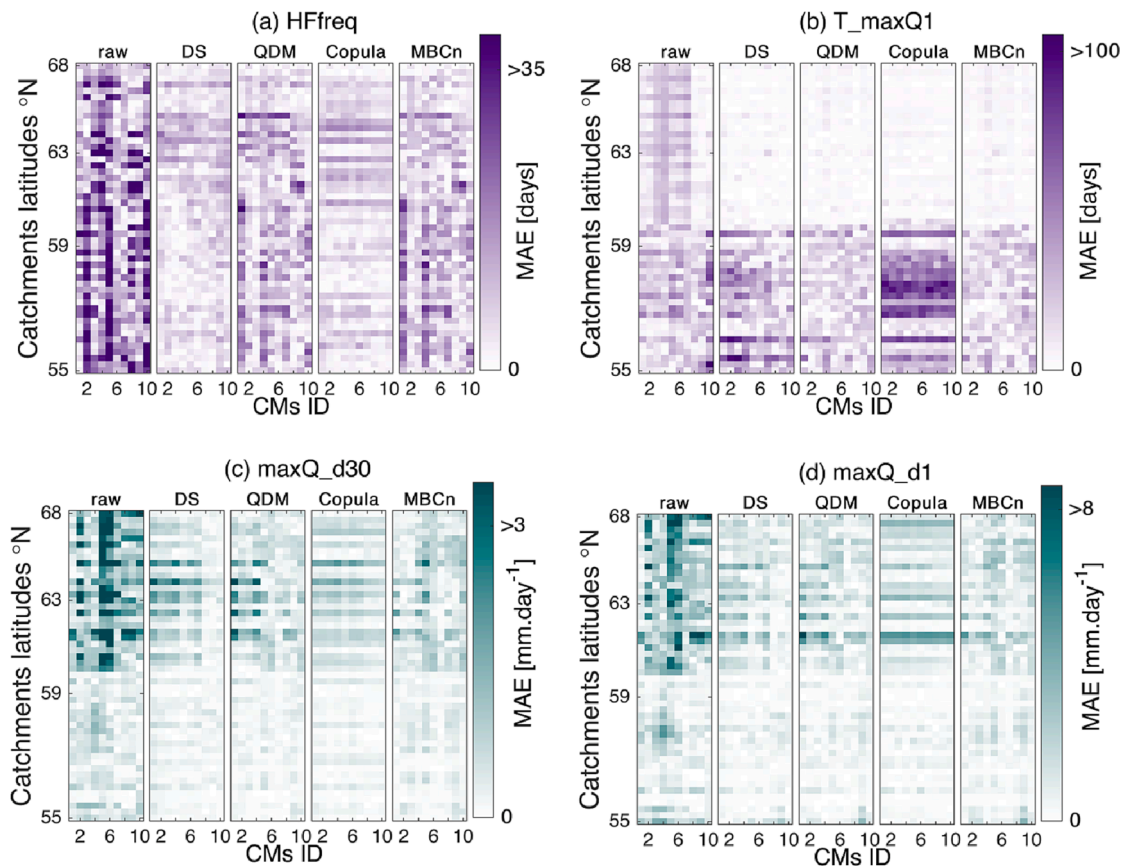 (a) HFfreq
raw DS QDM Copula MBCn
Catchments latitudes °N
68
63
59
55
2 6 10 2 6 10 2 6 10 2 6 10 2 6 10
CMs ID
>35
MAE [days]
0
(b) T_maxQ1
raw DS QDM Copula MBCn
Catchments latitudes °N
68
63
59
55
2 6 10 2 6 10 2 6 10 2 6 10 2 6 10
CMs ID
>100
MAE [days]
0
(c) maxQ_d30
raw DS QDM Copula MBCn
Catchments latitudes °N
68
63
59
55
2 6 10 2 6 10 2 6 10 2 6 10 2 6 10
CMs ID
>3
MAE [mm.day⁻¹]
0
(d) maxQ_d1
raw DS QDM Copula MBCn
Catchments latitudes °N
68
63
59
55
2 6 10 2 6 10 2 6 10 2 6 10 2 6 10
CMs ID
>8
MAE [mm.day⁻¹]
0